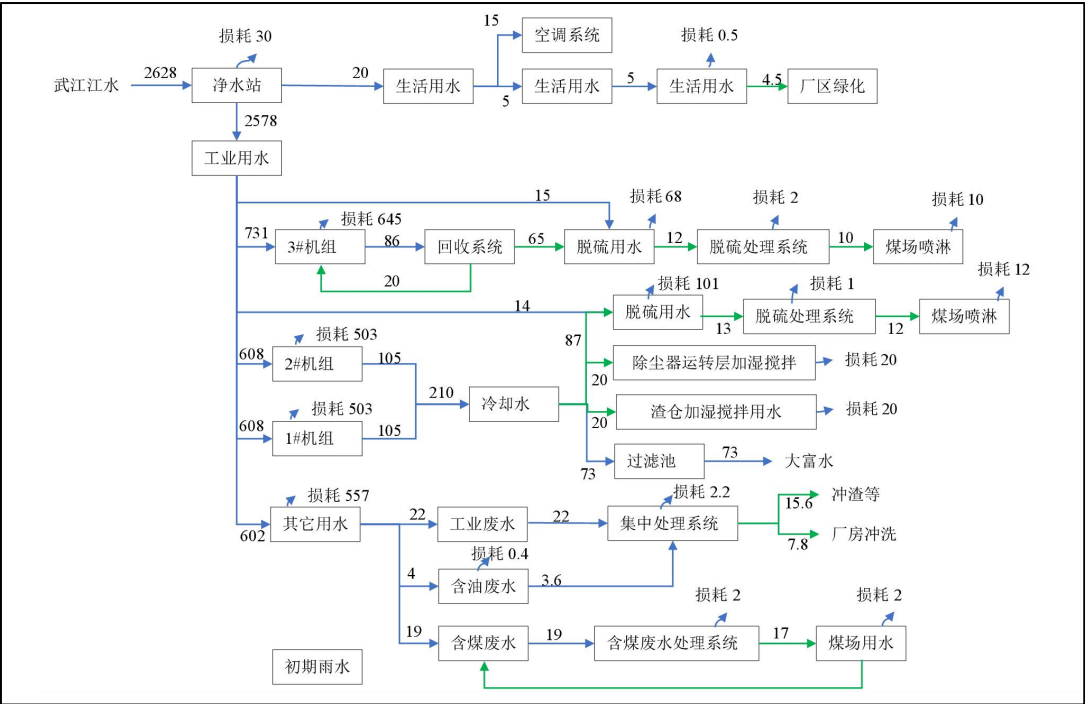 15
空调系统
损耗 30
损耗 0.5
武江江水
2628
净水站
20
生活用水
5
生活用水
5
生活用水
4.5
厂区绿化
2578
工业用水
15
损耗 68
损耗 2
损耗 10
731
3#机组
损耗 645
86
回收系统
65
脱硫用水
12
脱硫处理系统
10
煤场喷淋
20
损耗 101
损耗 1
损耗 12
14
脱硫用水
13
脱硫处理系统
12
煤场喷淋
87
608
2#机组
损耗 503
105
20
除尘器运转层加湿搅拌
损耗 20
210
冷却水
20
渣仓加湿搅拌用水
损耗 20
608
1#机组
损耗 503
105
73
过滤池
73
大富水
602
其它用水
损耗 557
22
工业废水
22
集中处理系统
损耗 2.2
15.6
冲渣等
7.8
厂房冲洗
4
含油废水
损耗 0.4
3.6
19
含煤废水
19
含煤废水处理系统
损耗 2
17
煤场用水
损耗 2
初期雨水